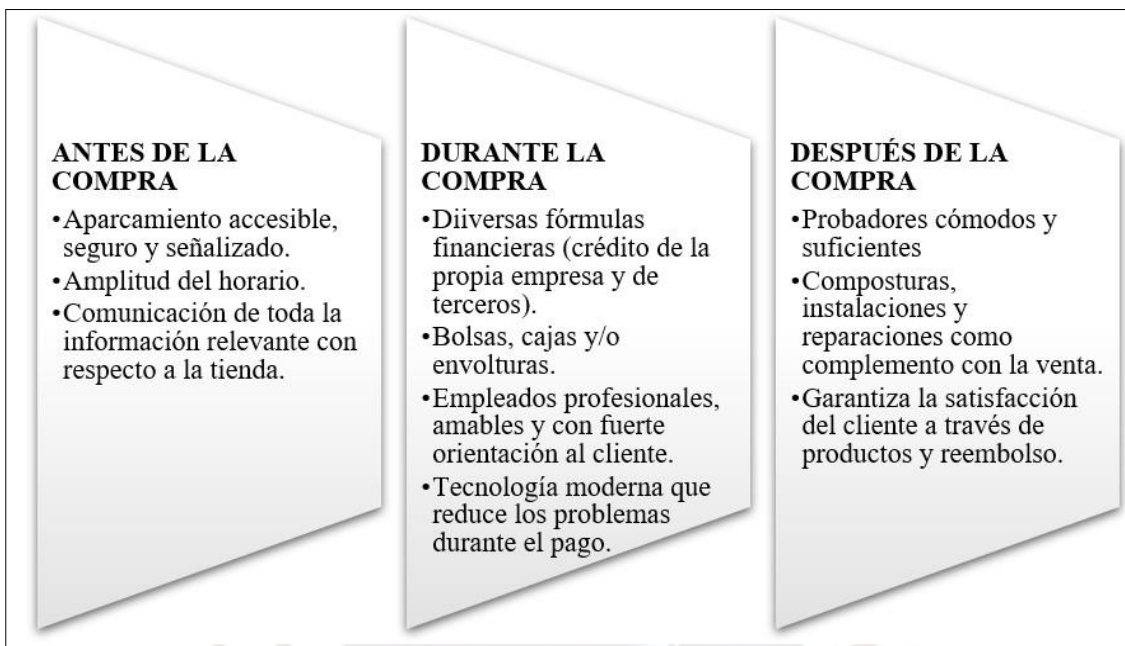 ANTES DE LA
COMPRA
•Aparcamiento accesible,
seguro y señalizado.
•Amplitud del horario.
•Comunicación de toda la
información relevante con
respecto a la tienda.
DURANTE LA
COMPRA
•Diiversas fórmulas
financieras (crédito de la
propia empresa y de
terceros).
•Bolsas, cajas y/o
envolturas.
•Empleados profesionales,
amables y con fuerte
orientación al cliente.
•Tecnología moderna que
reduce los problemas
durante el pago.
DESPUÉS DE LA
COMPRA
•Probadores cómodos y
suficientes
•Composturas,
instalaciones y
reparaciones como
complemento con la venta.
•Garantiza la satisfacción
del cliente a través de
productos y reembolso.